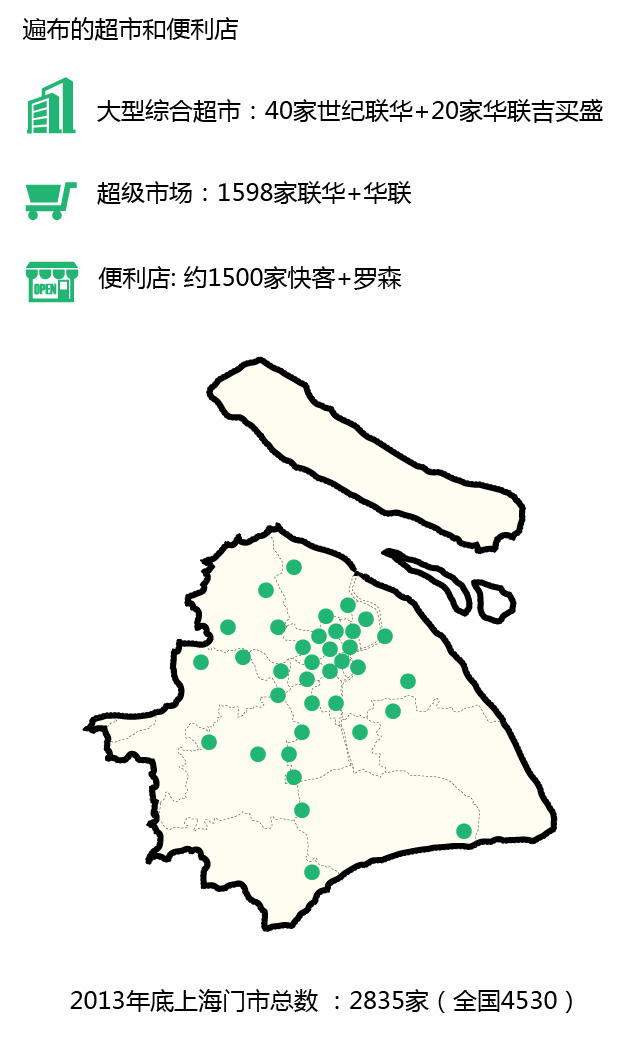 遍布的超市和便利店
大型综合超市：40家世纪联华+20家华联吉买盛
超级市场：1598家联华+华联
OPEN
便利店: 约1500家快客+罗森
2013年底上海门市总数 ：2835家（全国4530）